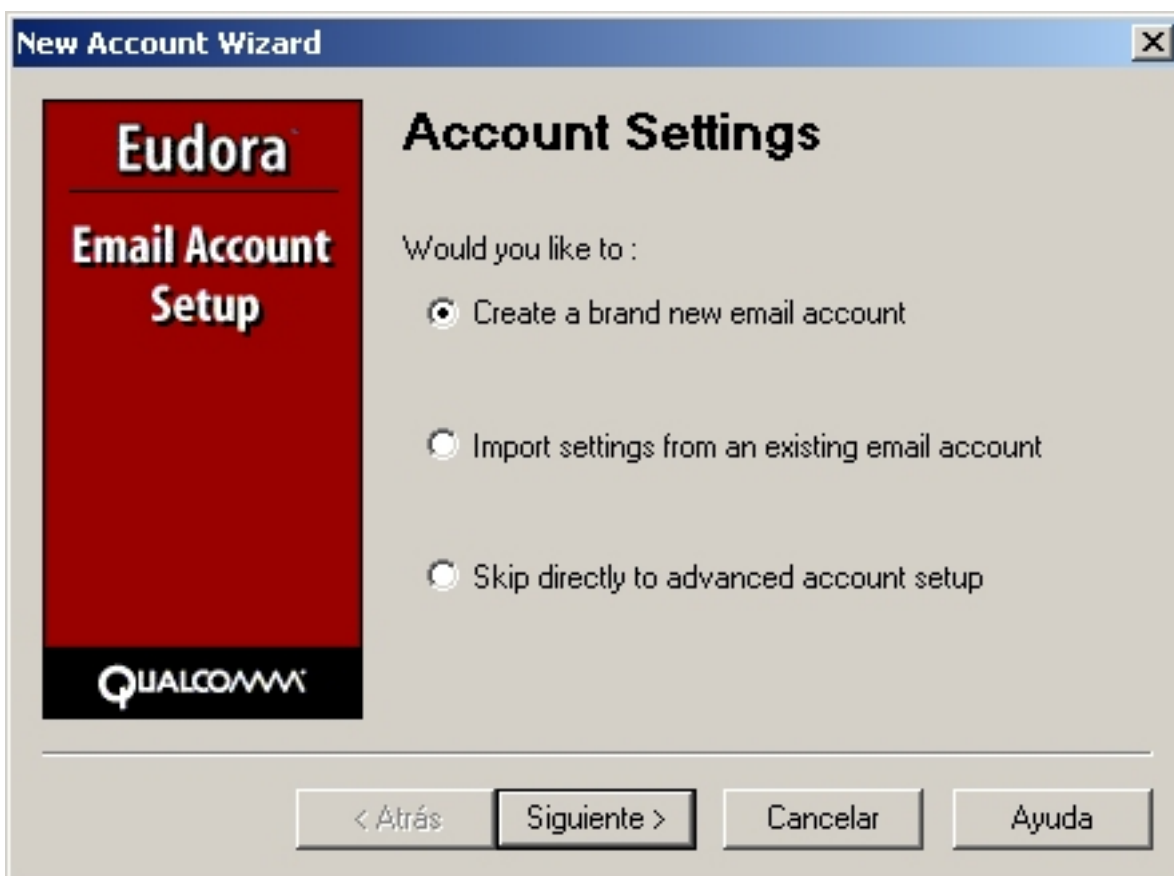 New Account Wizard
Eudora
Email Account
Setup
QUALCOMM
Account Settings
Would you like to :
Create a brand new email account
Import settings from an existing email account
Skip directly to advanced account setup
< Atrás
Siguiente >
Cancelar
Ayuda